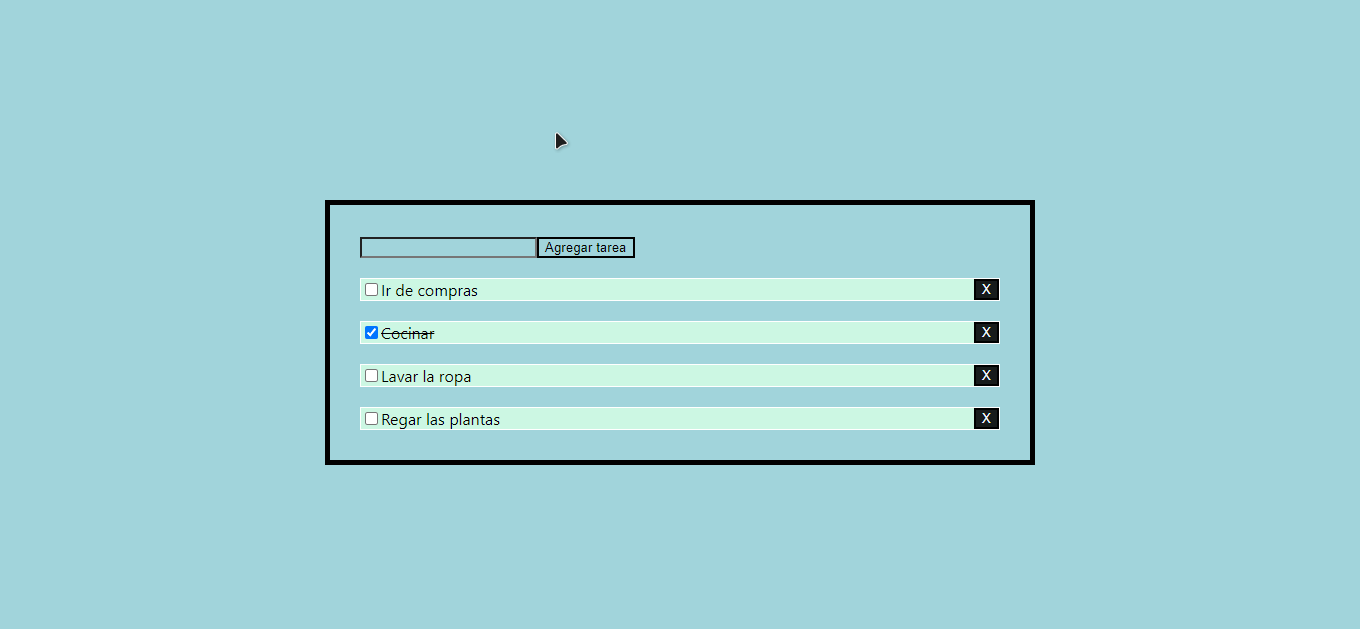 Agregar tarea
Ir de compras X
Cocinar X
Lavar la ropa X
Regar las plantas X